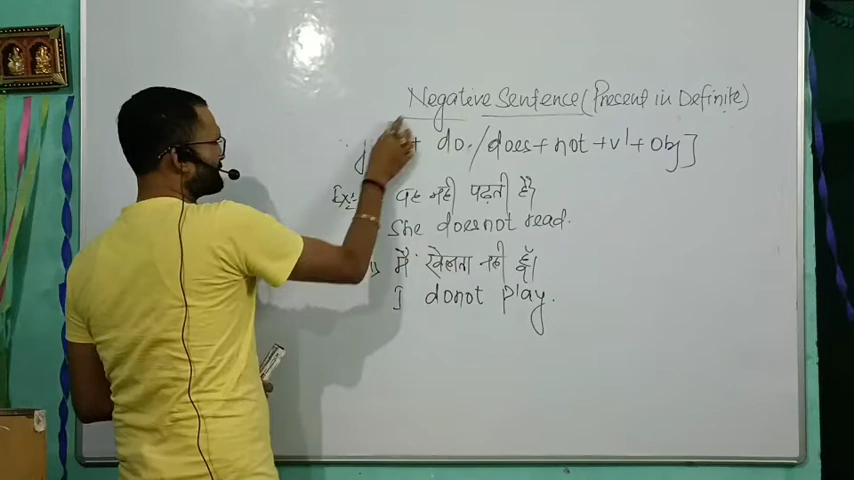 Negative Sentence (Present in Definite)
+ do / does + not + v1 + obj]
Ex:- वह नही पढ़ती है।
She doesnot read.
मैं खेलता नही हूँ।
I donot play.